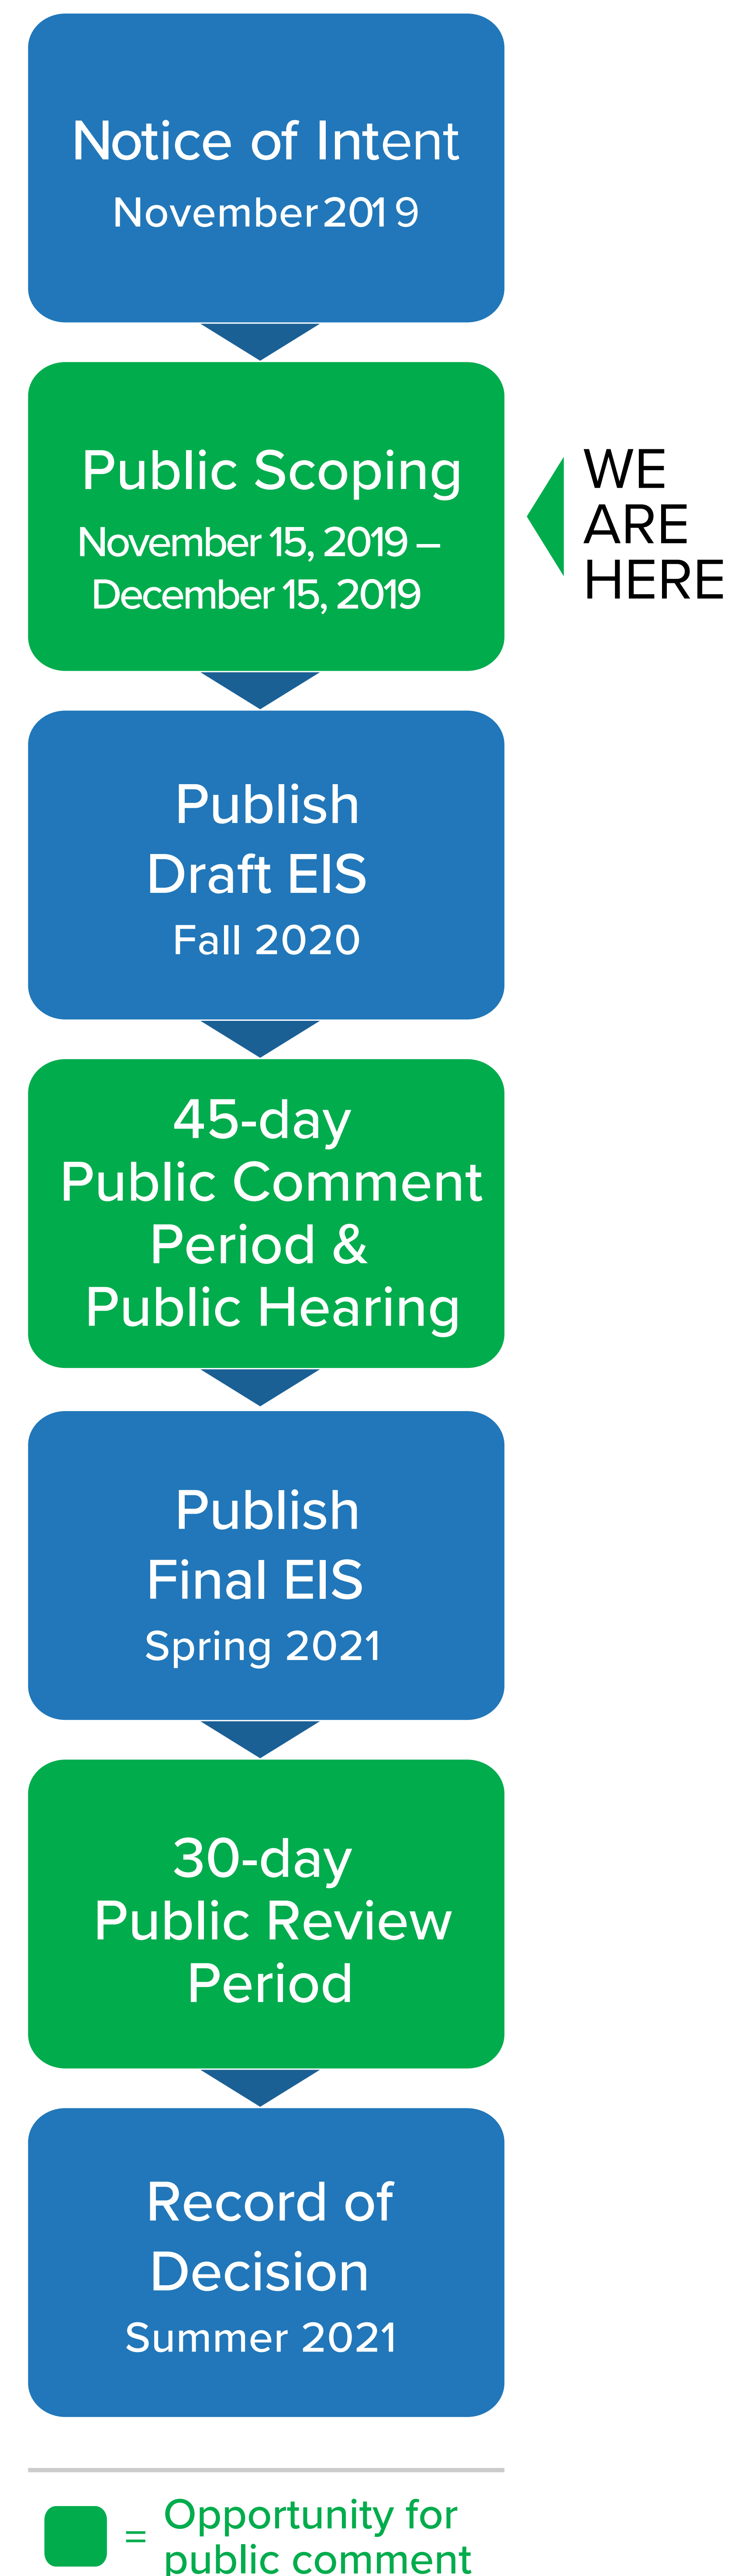 Notice of Intent
November 2019
Public Scoping
November 15, 2019 –
December 15, 2019
WE
ARE
HERE
Publish
Draft EIS
Fall 2020
45-day
Public Comment
Period &
Public Hearing
Publish
Final EIS
Spring 2021
30-day
Public Review
Period
Record of
Decision
Summer 2021
= Opportunity for
public comment